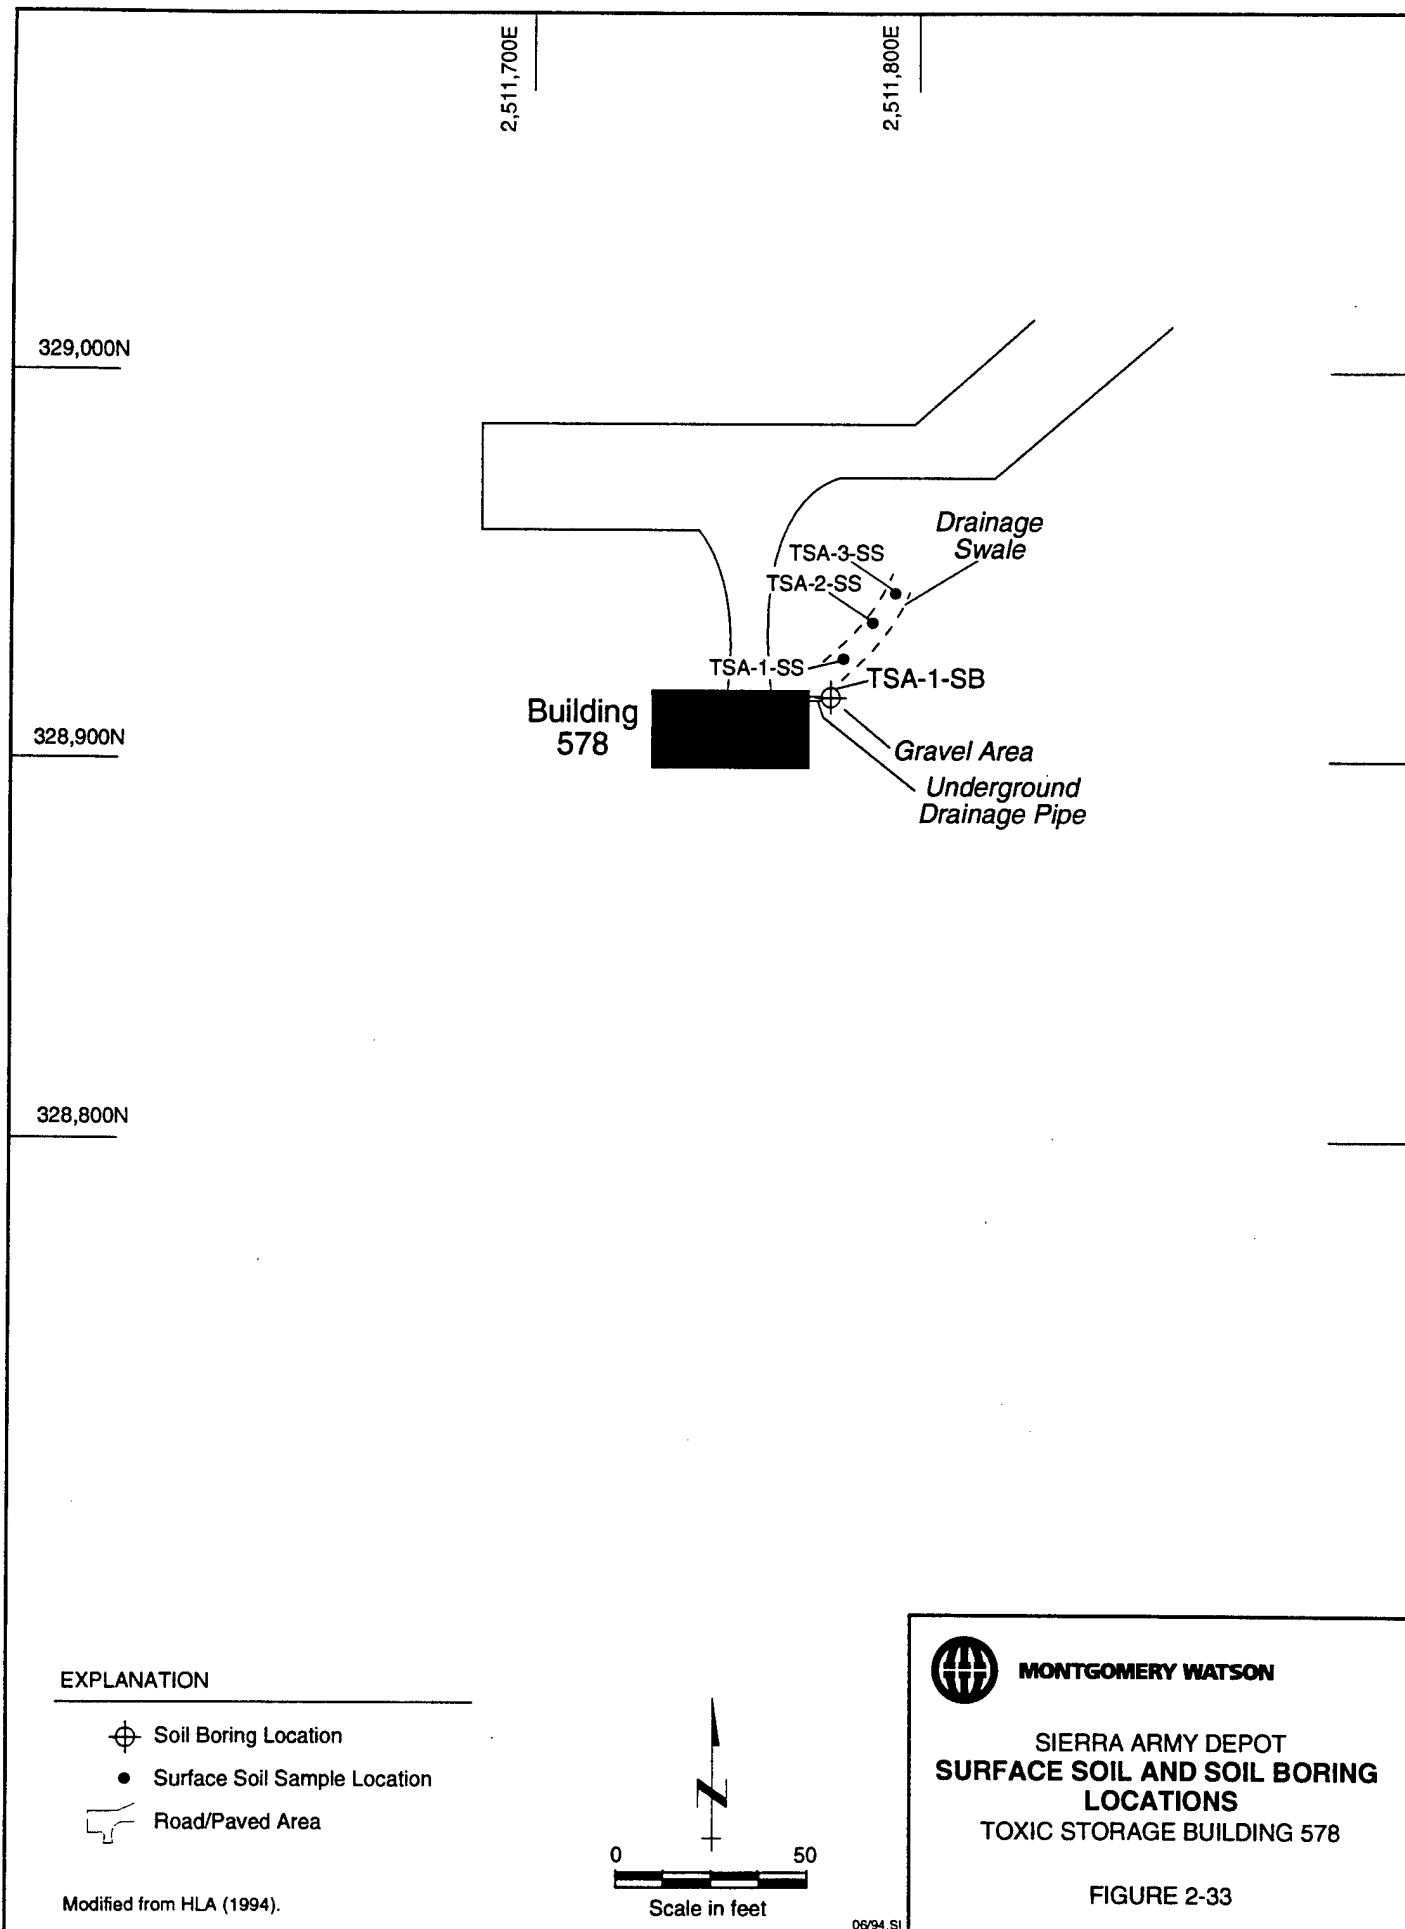 2,511,700E
2,511,800E
329,000N
Drainage
Swale
TSA-3-SS
TSA-2-SS
TSA-1-SS
TSA-1-SB
Building
578
328,900N
Gravel Area
Underground
Drainage Pipe
328,800N
EXPLANATION
Soil Boring Location
Surface Soil Sample Location
Road/Paved Area
Modified from HLA (1994).
N
0 50
Scale in feet
06/94.SI
MONTGOMERY WATSON
SIERRA ARMY DEPOT
SURFACE SOIL AND SOIL BORING
LOCATIONS
TOXIC STORAGE BUILDING 578
FIGURE 2-33